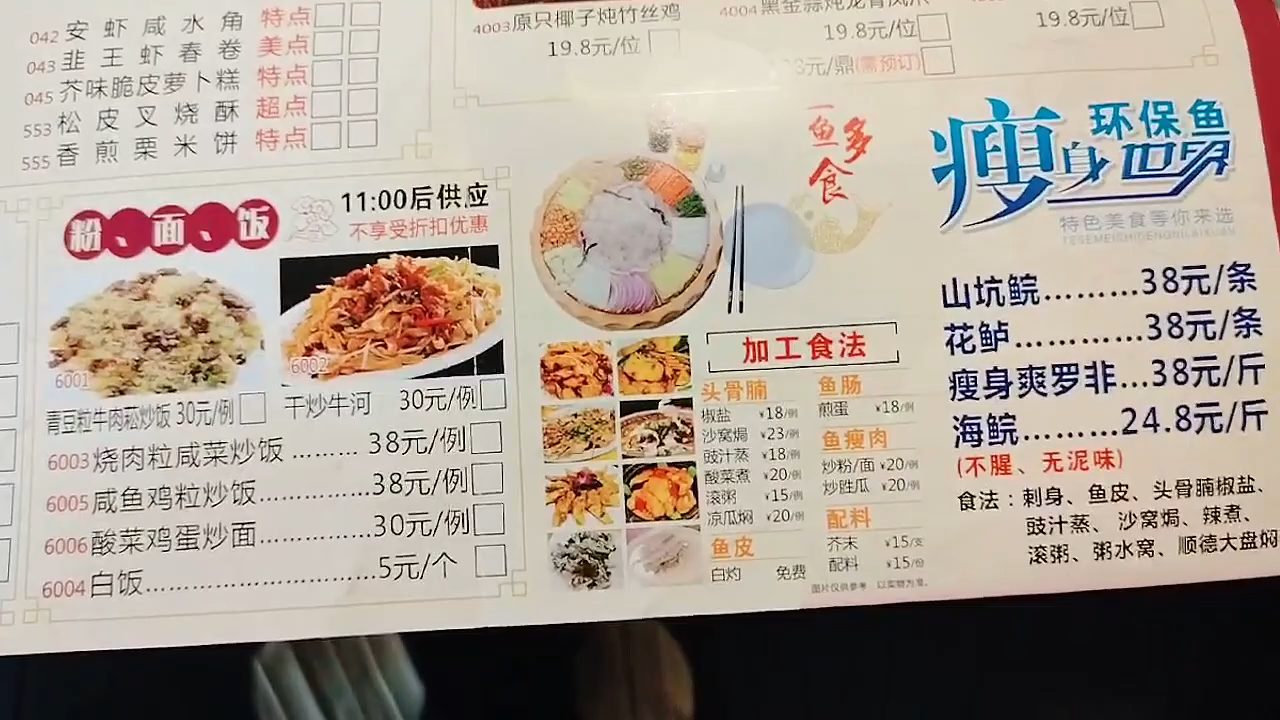 042 安虾咸水角 特点
043 韭王虾春卷 美点
045 芥味脆皮萝卜糕 特点
553 松皮叉烧酥 超点
555 香煎栗米饼 特点
4003 原只椰子炖竹丝鸡
19.8元/位
4004
19.8元/位
元/鼎(需预订)
19.8元/位
粉、面、饭
11:00后供应
不享受折扣优惠
6001
6002
青豆粒牛肉菘炒饭 30元/例
干炒牛河 30元/例
6003 烧肉粒咸菜炒饭 ……… 38元/例
6005 咸鱼鸡粒炒饭……………38元/例
6006 酸菜鸡蛋炒面……………30元/例
6004 白饭……………………………5元/个
一鱼多食
加工食法
头骨腩
椒盐 ¥18/例
沙窝焗 ¥23/例
豉汁蒸 ¥18/例
酸菜煮 ¥20/例
滚粥 ¥15/例
凉瓜焖 ¥20/例
鱼皮
白灼 免费
鱼肠
煎蛋 ¥18/例
鱼瘦肉
炒粉/面 ¥20/例
炒胜瓜 ¥20/例
配料
芥末 ¥15/支
配料 ¥15/份
图片仅供参考 以实物为准。
瘦身环保鱼
特色美食等你来选
TESEMEISHIDENGNILAIXUAN
山坑鲩………38元/条
花鲈…………38元/条
瘦身爽罗非…38元/斤
海鲩………24.8元/斤
(不腥、无泥味)
食法：刺身、鱼皮、头骨腩椒盐、
豉汁蒸、沙窝焗、辣煮、
滚粥、粥水窝、顺德大盘焖